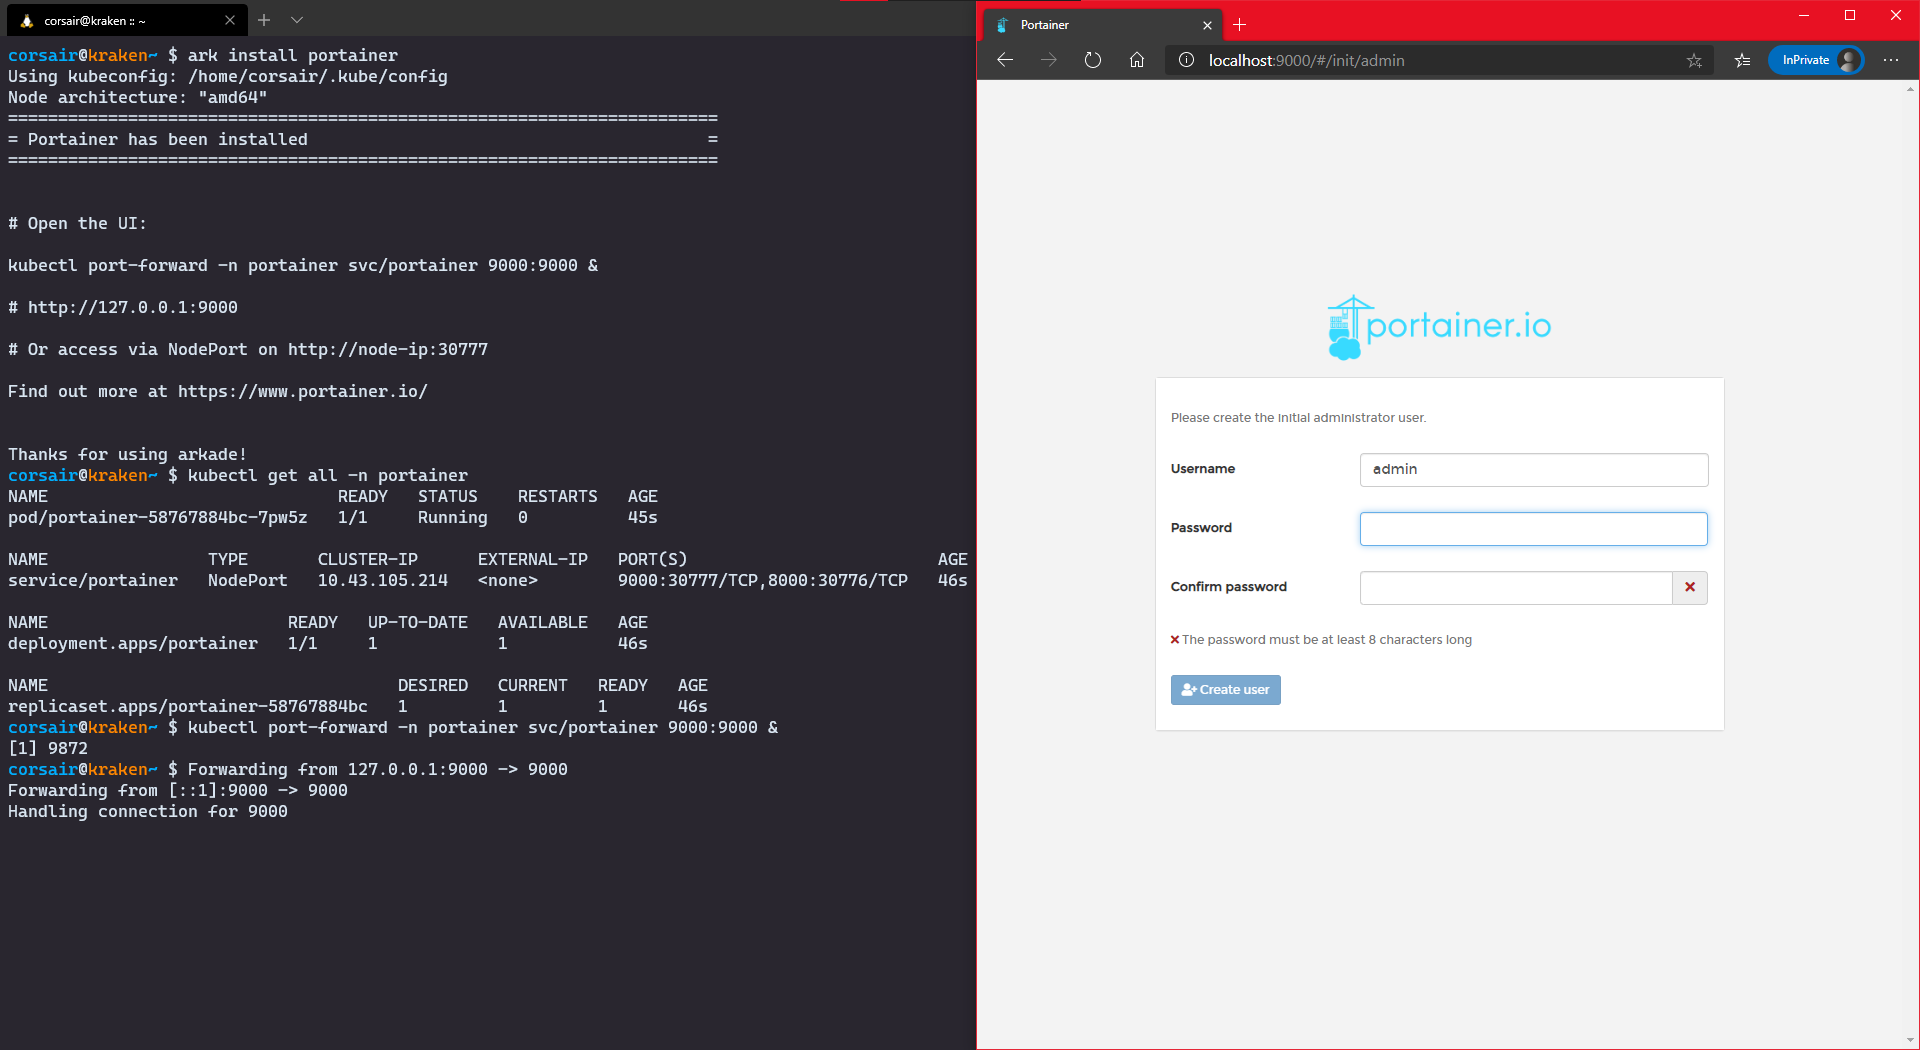 corsair@kraken :: ~
corsair@kraken~ $ ark install portainer
Using kubeconfig: /home/corsair/.kube/config
Node architecture: "amd64"
=======================================================================
= Portainer has been installed                                        =
=======================================================================
# Open the UI:
kubectl port-forward -n portainer svc/portainer 9000:9000 &
# http://127.0.0.1:9000
# Or access via NodePort on http://node-ip:30777
Find out more at https://www.portainer.io/
Thanks for using arkade!
corsair@kraken~ $ kubectl get all -n portainer
NAME                             READY   STATUS    RESTARTS   AGE
pod/portainer-58767884bc-7pw5z   1/1     Running   0          45s
NAME                TYPE       CLUSTER-IP      EXTERNAL-IP   PORT(S)                         AGE
service/portainer   NodePort   10.43.105.214   <none>        9000:30777/TCP,8000:30776/TCP   46s
NAME                        READY   UP-TO-DATE   AVAILABLE   AGE
deployment.apps/portainer   1/1     1            1           46s
NAME                                   DESIRED   CURRENT   READY   AGE
replicaset.apps/portainer-58767884bc   1         1         1       46s
corsair@kraken~ $ kubectl port-forward -n portainer svc/portainer 9000:9000 &
[1] 9872
corsair@kraken~ $ Forwarding from 127.0.0.1:9000 -> 9000
Forwarding from [::1]:9000 -> 9000
Handling connection for 9000
Portainer
localhost:9000/#/init/admin
InPrivate
portainer.io
Please create the initial administrator user.
Username
admin
Password
Confirm password
The password must be at least 8 characters long
Create user